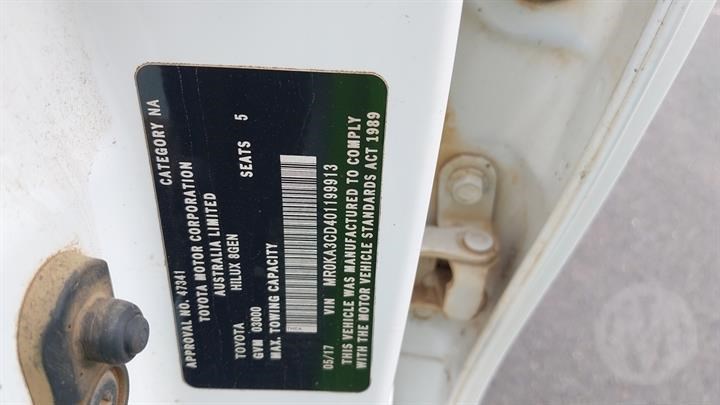 APPROVAL NO. 47341 CATEGORY NA
TOYOTA MOTOR CORPORATION
AUSTRALIA LIMITED
TOYOTA HILUX 8GEN
GVM 03000 SEATS 5
MAX. TOWING CAPACITY
05/17 VIN MR0KA3CD401199913
THIS VEHICLE WAS MANUFACTURED TO COMPLY
WITH THE MOTOR VEHICLE STANDARDS ACT 1989